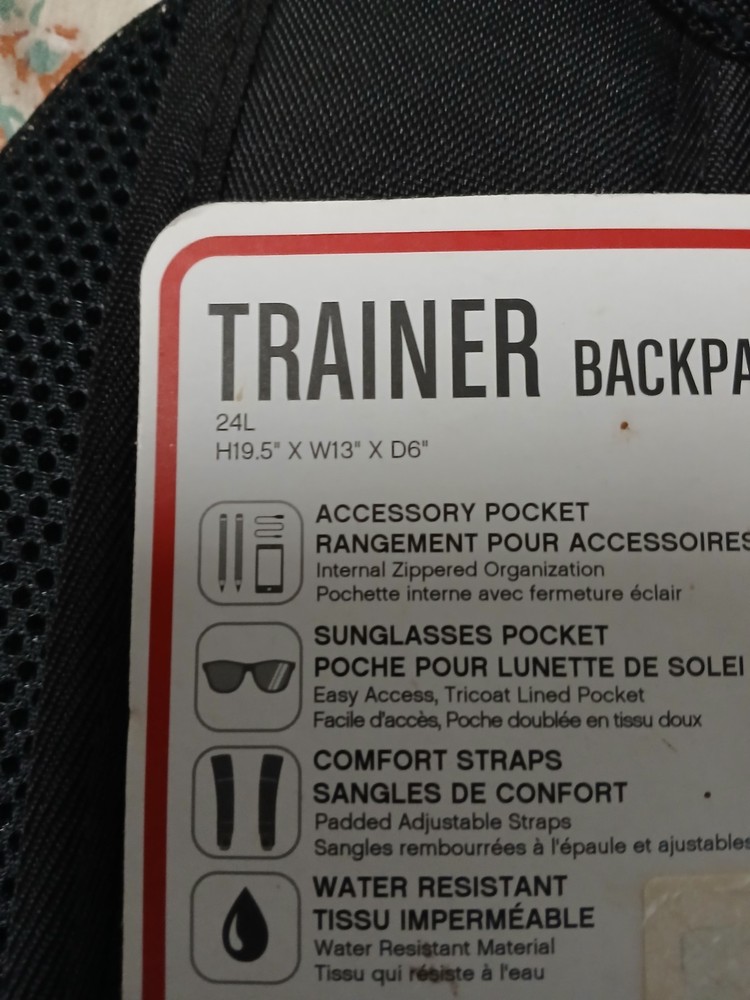 TRAINER BACKPA
24L
H19.5" X W13" X D6"
ACCESSORY POCKET
RANGEMENT POUR ACCESSOIRES
Internal Zippered Organization
Pochette interne avec fermeture éclair
SUNGLASSES POCKET
POCHE POUR LUNETTE DE SOLEI
Easy Access, Tricoat Lined Pocket
Facile d'accès, Poche doublée en tissu doux
COMFORT STRAPS
SANGLES DE CONFORT
Padded Adjustable Straps
Sangles rembourrées à l'épaule et ajustables
WATER RESISTANT
TISSU IMPERMÉABLE
Water Resistant Material
Tissu qui résiste à l'eau